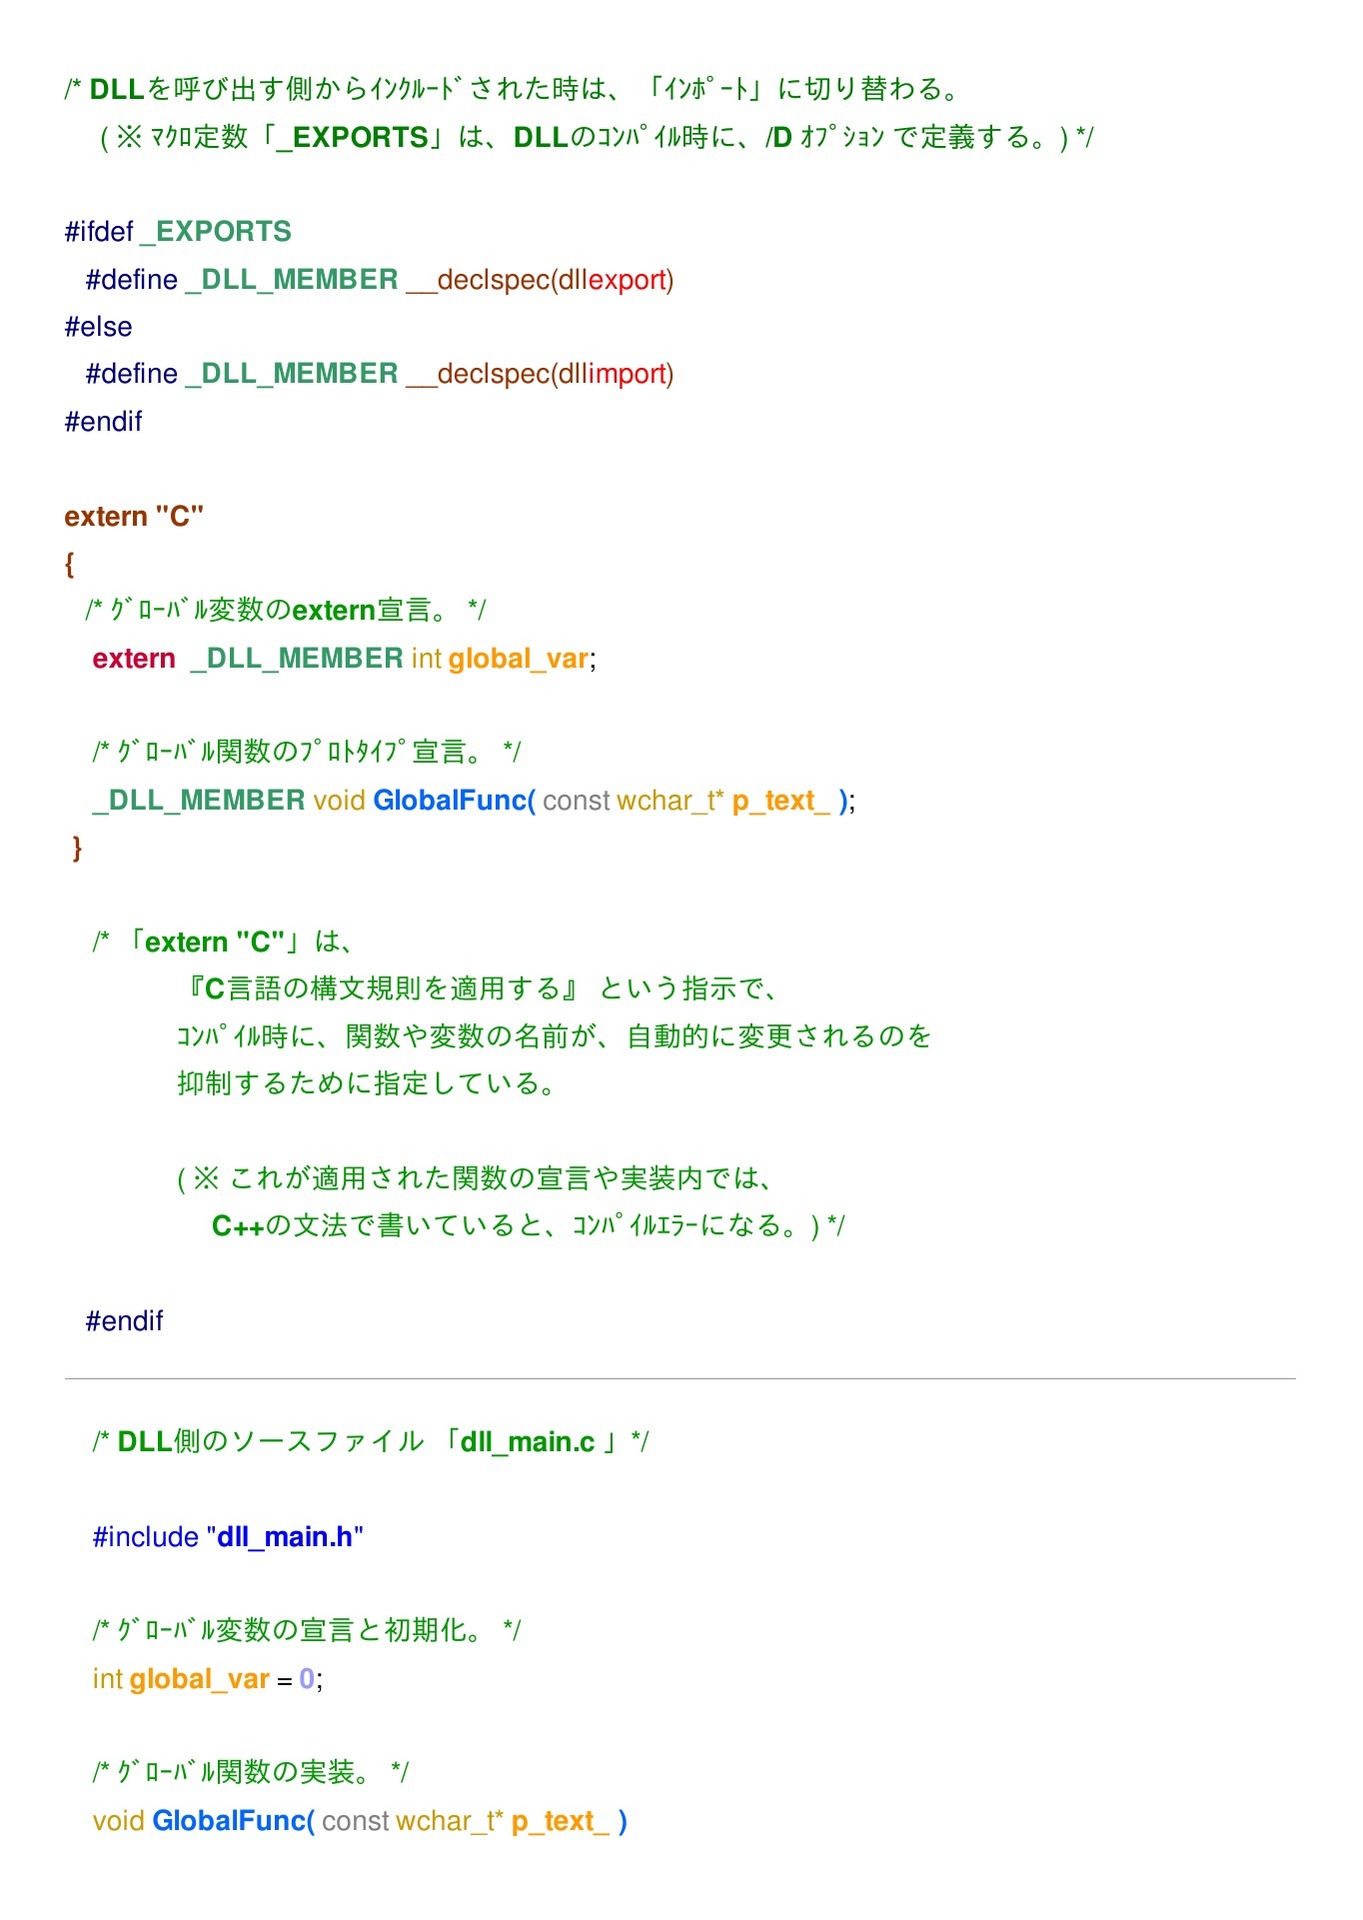 /* DLLを呼び出す側からｲﾝｸﾙｰﾄﾞされた時は、「ｲﾝﾎﾟｰﾄ」に切り替わる。
( ※ ﾏｸﾛ定数「_EXPORTS」は、DLLのｺﾝﾊﾟｲﾙ時に、/D ｵﾌﾟｼｮﾝ で定義する。) */
#ifdef _EXPORTS
#define _DLL_MEMBER __declspec(dllexport)
#else
#define _DLL_MEMBER __declspec(dllimport)
#endif
extern "C"
{
/* ｸﾞﾛｰﾊﾞﾙ変数のextern宣言。 */
extern _DLL_MEMBER int global_var;
/* ｸﾞﾛｰﾊﾞﾙ関数のﾌﾟﾛﾄﾀｲﾌﾟ宣言。 */
_DLL_MEMBER void GlobalFunc( const wchar_t* p_text_ );
}
/* 「extern "C"」は、
『C言語の構文規則を適用する』 という指示で、
ｺﾝﾊﾟｲﾙ時に、関数や変数の名前が、自動的に変更されるのを
抑制するために指定している。
( ※ これが適用された関数の宣言や実装内では、
C++の文法で書いていると、ｺﾝﾊﾟｲﾙｴﾗｰになる。) */
#endif
/* DLL側のソースファイル 「dll_main.c 」*/
#include "dll_main.h"
/* ｸﾞﾛｰﾊﾞﾙ変数の宣言と初期化。 */
int global_var = 0;
/* ｸﾞﾛｰﾊﾞﾙ関数の実装。 */
void GlobalFunc( const wchar_t* p_text_ )